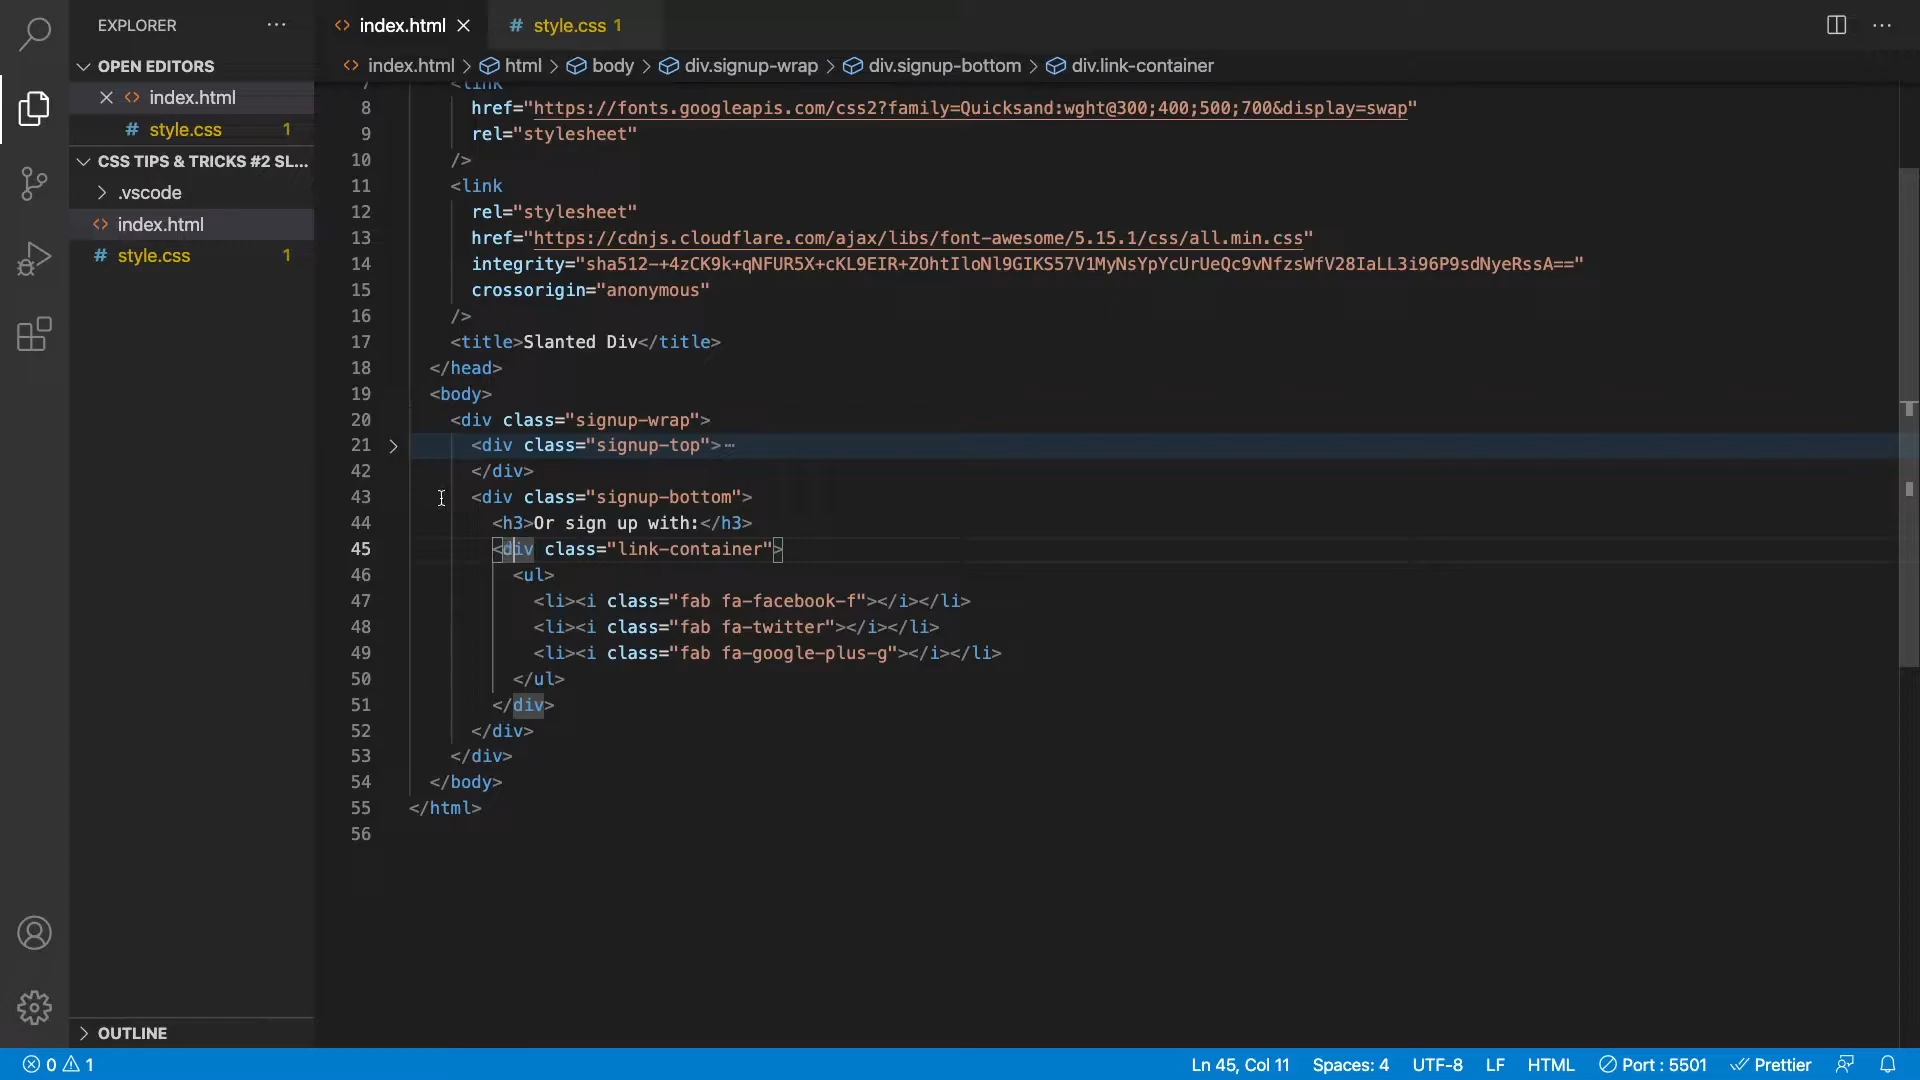 EXPLORER
index.html
style.css 1
OPEN EDITORS
index.html > html > body > div.signup-wrap > div.signup-bottom > div.link-container
index.html
style.css 1
CSS TIPS & TRICKS #2 SL...
.vscode
index.html
style.css 1
7 <link
8 href="https://fonts.googleapis.com/css2?family=Quicksand:wght@300;400;500;700&display=swap"
9 rel="stylesheet"
10 />
11 <link
12 rel="stylesheet"
13 href="https://cdnjs.cloudflare.com/ajax/libs/font-awesome/5.15.1/css/all.min.css"
14 integrity="sha512-+4zCK9k+qNFUR5X+cKL9EIR+ZOhtIloNl9GIKS57V1MyNsYpYcUrUeQc9vNfzsWfV28IaLL3i96P9sdNyeRssA=="
15 crossorigin="anonymous"
16 />
17 <title>Slanted Div</title>
18 </head>
19 <body>
20 <div class="signup-wrap">
21 <div class="signup-top">⋯
42 </div>
43 <div class="signup-bottom">
44 <h3>Or sign up with:</h3>
45 <div class="link-container">
46 <ul>
47 <li><i class="fab fa-facebook-f"></i></li>
48 <li><i class="fab fa-twitter"></i></li>
49 <li><i class="fab fa-google-plus-g"></i></li>
50 </ul>
51 </div>
52 </div>
53 </div>
54 </body>
55 </html>
56
OUTLINE
0 1
Ln 45, Col 11
Spaces: 4
UTF-8
LF
HTML
Port : 5501
Prettier